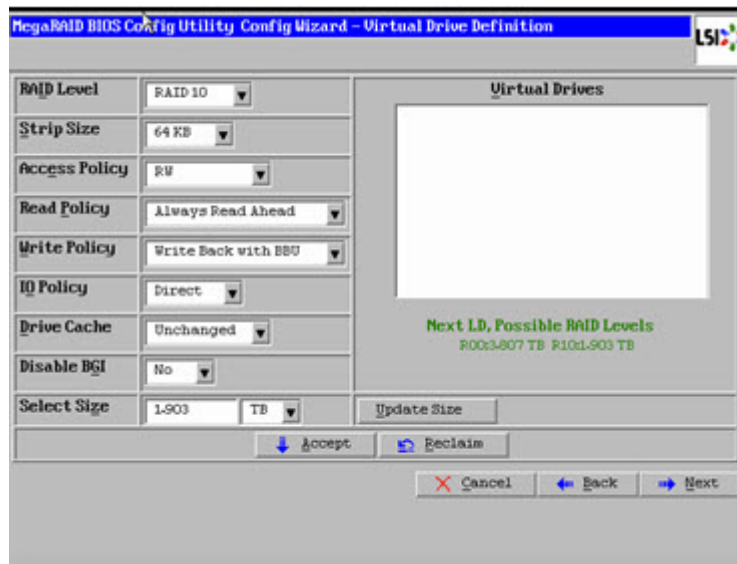 MegaRAID BIOS Config Utility Config Wizard – Virtual Drive Definition
LSI
RAID Level RAID 10
Strip Size 64 KB
Access Policy RW
Read Policy Always Read Ahead
Write Policy Write Back with BBU
IO Policy Direct
Drive Cache Unchanged
Disable BGI No
Select Size 1.903 TB
Virtual Drives
Next LD, Possible RAID Levels
R00:3.807 TB R10:1.903 TB
Update Size
Accept Reclaim
Cancel Back Next